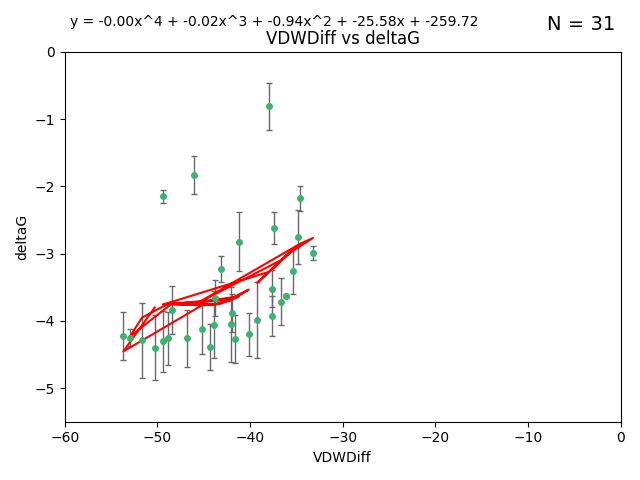 y = -0.00x^4 + -0.02x^3 + -0.94x^2 + -25.58x + -259.72
N = 31
VDWDiff vs deltaG
0
−1
−2
−3
−4
−5
deltaG
−60 −50 −40 −30 −20 −10 0
VDWDiff